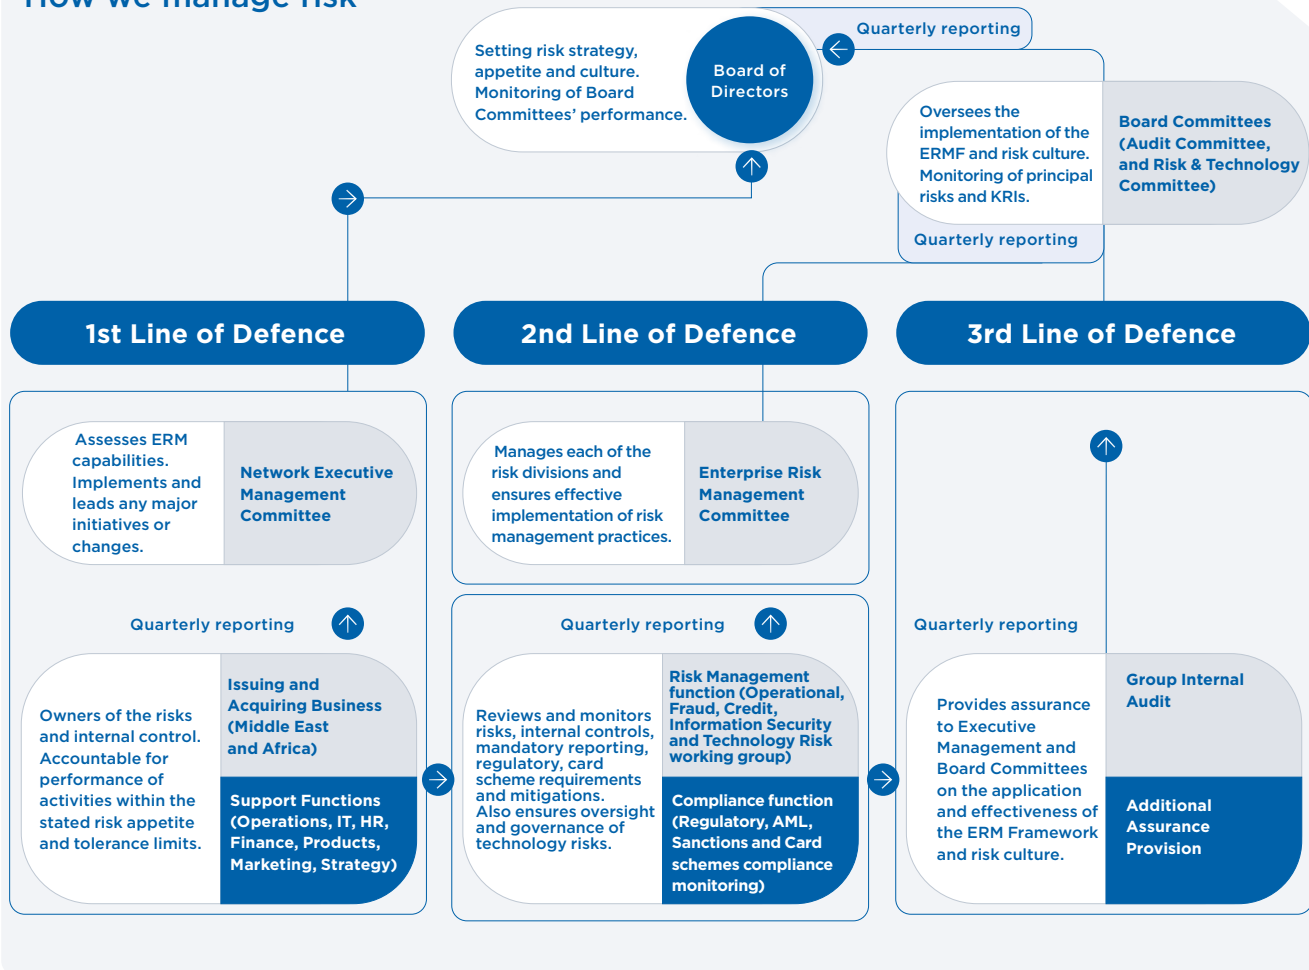 How we manage risk
Setting risk strategy,
appetite and culture.
Monitoring of Board
Committees’ performance.
Board of
Directors
Quarterly reporting
Oversees the
implementation of the
ERMF and risk culture.
Monitoring of principal
risks and KRIs.
Board Committees
(Audit Committee,
and Risk & Technology
Committee)
Quarterly reporting
1st Line of Defence
2nd Line of Defence
3rd Line of Defence
Assesses ERM
capabilities.
Implements and
leads any major
initiatives or
changes.
Network Executive
Management
Committee
Manages each of the
risk divisions and
ensures effective
implementation of risk
management practices.
Enterprise Risk
Management
Committee
Quarterly reporting
Quarterly reporting
Quarterly reporting
Owners of the risks
and internal control.
Accountable for
performance of
activities within the
stated risk appetite
and tolerance limits.
Issuing and
Acquiring Business
(Middle East
and Africa)
Support Functions
(Operations, IT, HR,
Finance, Products,
Marketing, Strategy)
Reviews and monitors
risks, internal controls,
mandatory reporting,
regulatory, card
scheme requirements
and mitigations.
Also ensures oversight
and governance of
technology risks.
Risk Management
function (Operational,
Fraud, Credit,
Information Security
and Technology Risk
working group)
Compliance function
(Regulatory, AML,
Sanctions and Card
schemes compliance
monitoring)
Provides assurance
to Executive
Management and
Board Committees
on the application
and effectiveness of
the ERM Framework
and risk culture.
Group Internal
Audit
Additional
Assurance
Provision